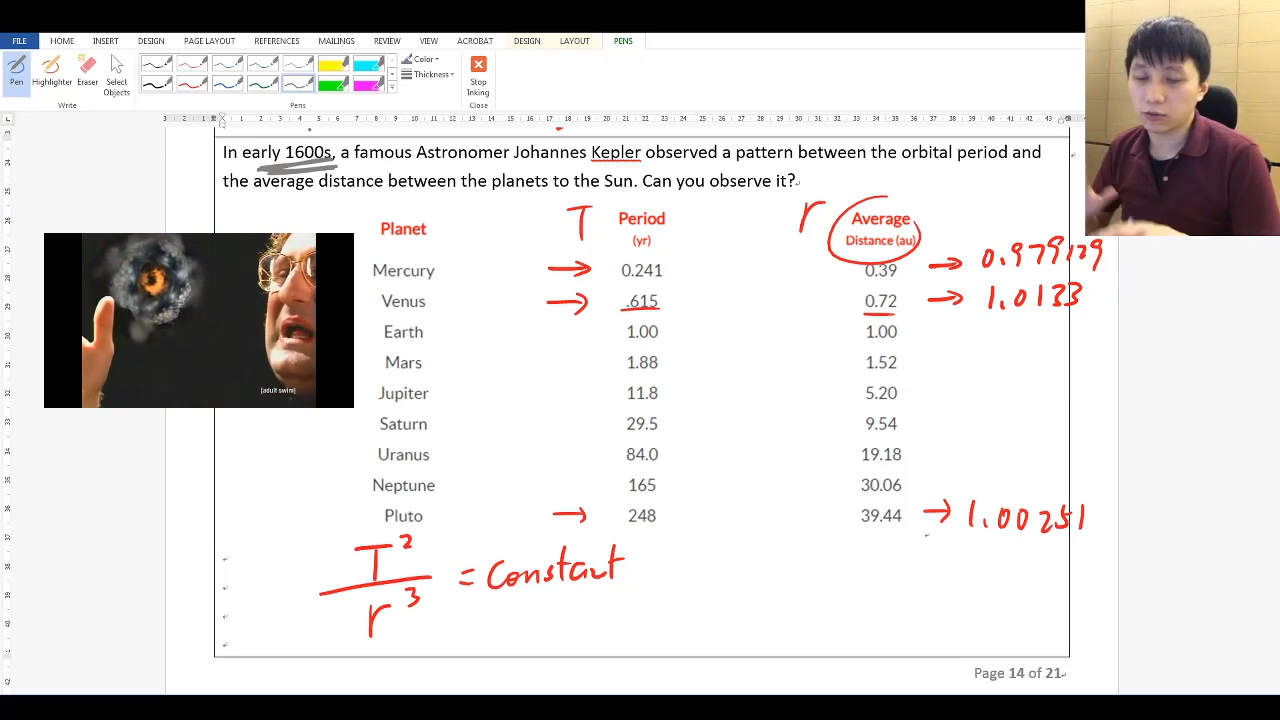 FILE HOME INSERT DESIGN PAGE LAYOUT REFERENCES MAILINGS REVIEW VIEW ACROBAT DESIGN LAYOUT PENS
Pen Highlighter Eraser Select Objects Color Thickness Stop Inking
Write Pens Close
In early 1600s, a famous Astronomer Johannes Kepler observed a pattern between the orbital period and
the average distance between the planets to the Sun. Can you observe it?
Planet T Period (yr) r Average Distance (au)
Mercury → 0.241 0.39 → 0.979129
Venus → .615 0.72 → 1.0133
Earth 1.00 1.00
Mars 1.88 1.52
Jupiter 11.8 5.20
[adult swim]
Saturn 29.5 9.54
Uranus 84.0 19.18
Neptune 165 30.06
Pluto → 248 39.44 → 1.00251
T²
= constant
r³
Page 14 of 21